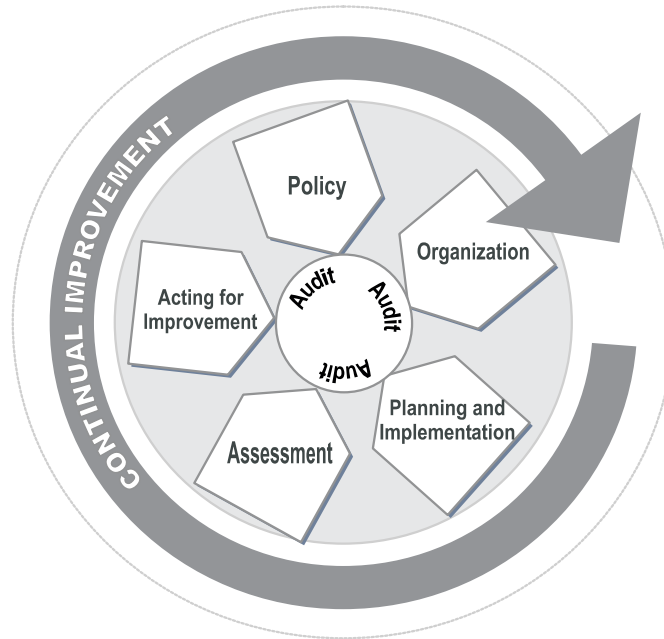 CONTINUAL IMPROVEMENT
Policy
Organization
Planning and
Implementation
Assessment
Acting for
Improvement
Audit
Audit
Audit